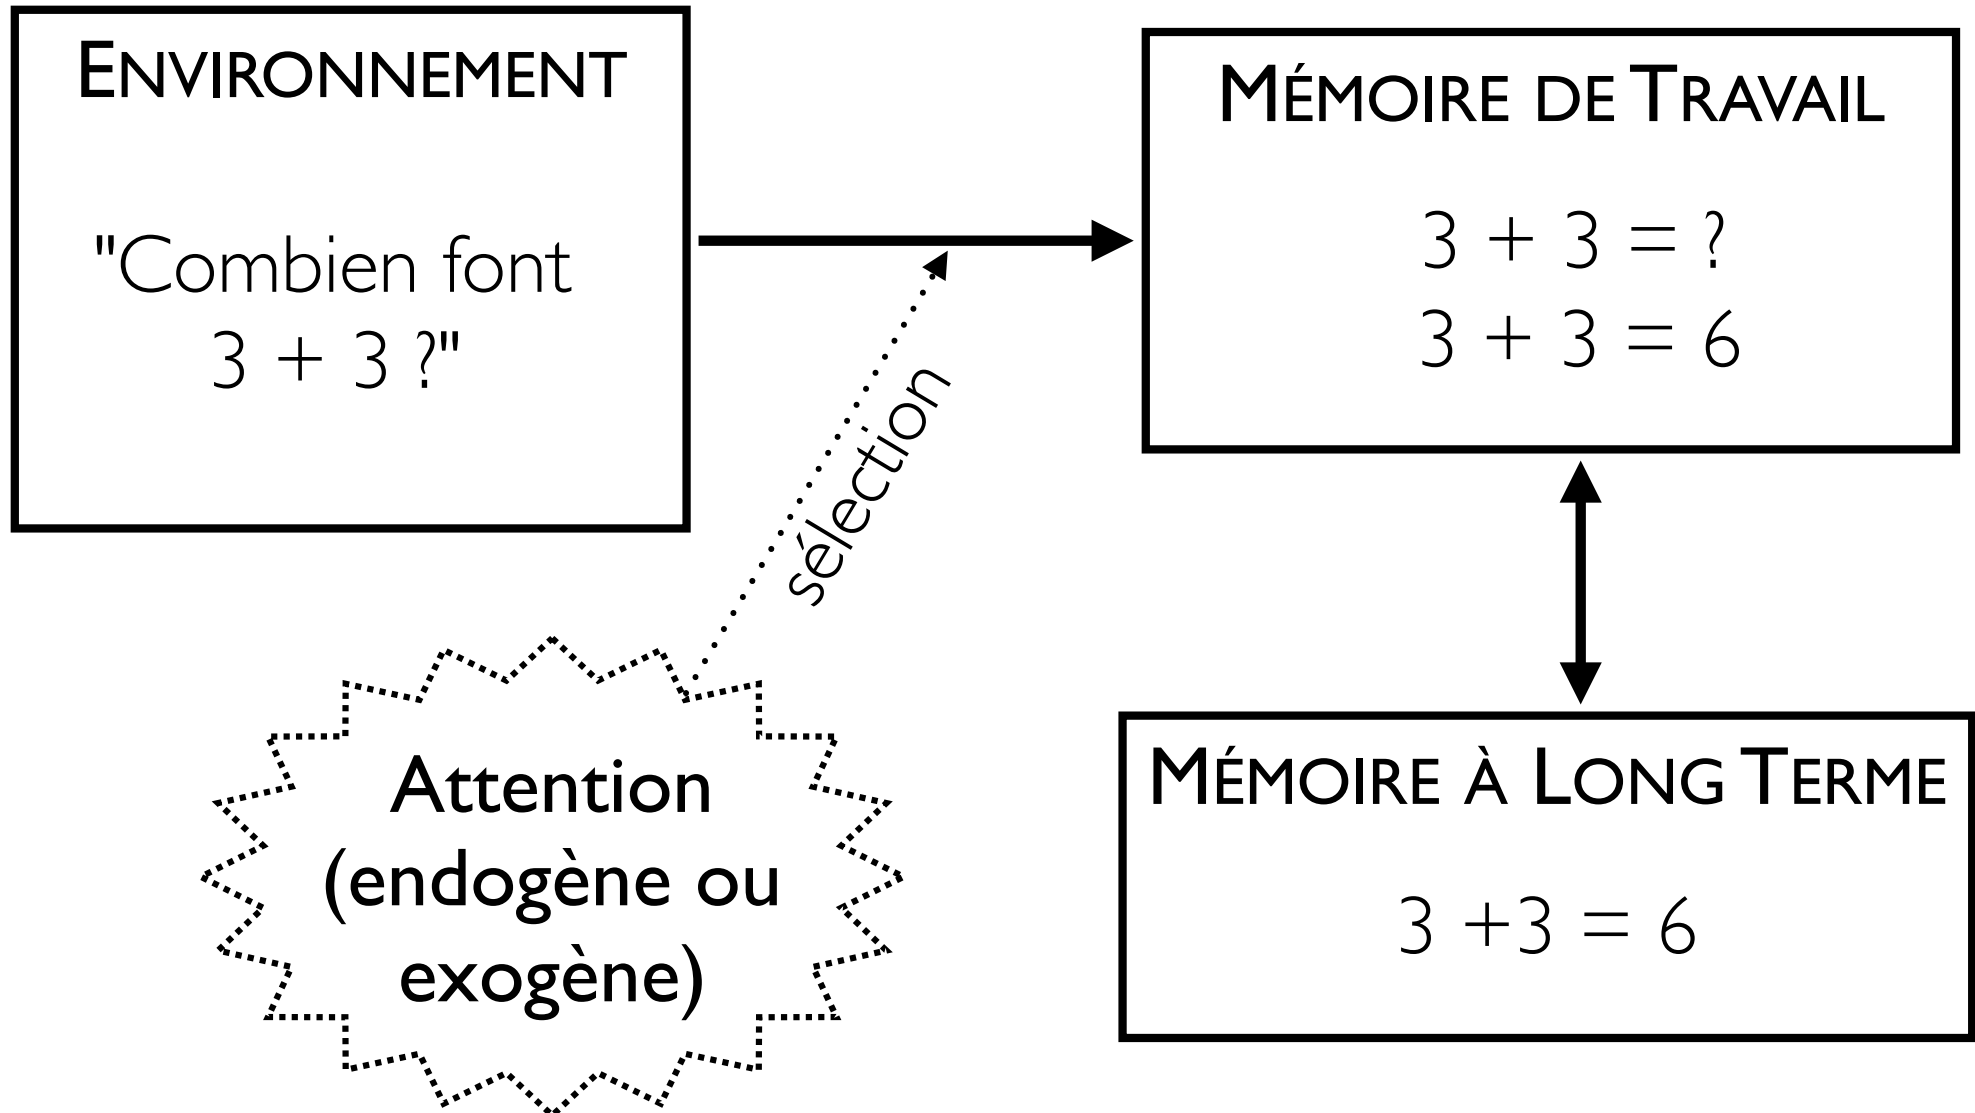 ENVIRONNEMENT
"Combien font
3 + 3 ?"
sélection
MÉMOIRE DE TRAVAIL
3 + 3 = ?
3 + 3 = 6
Attention
(endogène ou
exogène)
MÉMOIRE À LONG TERME
3 +3 = 6